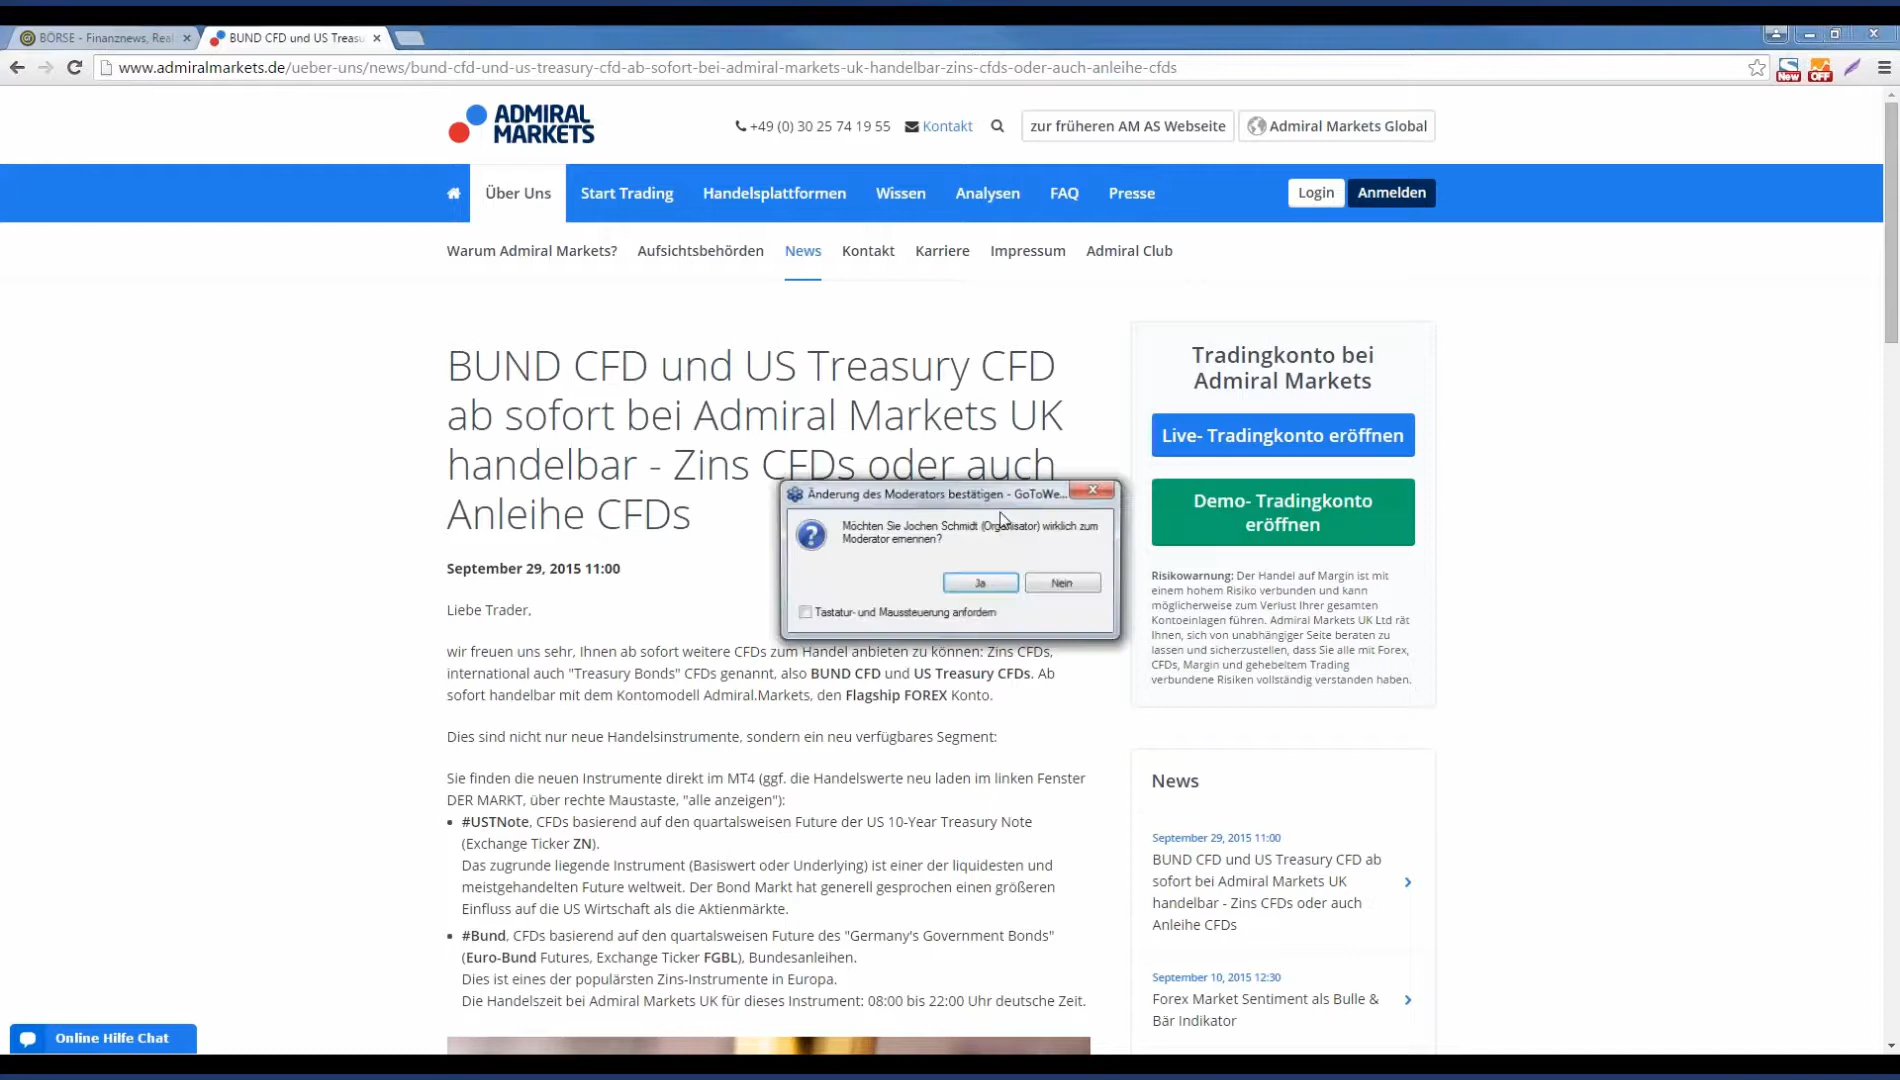 BÖRSE - Finanznews, Real
BUND CFD und US Treasu
www.admiralmarkets.de/ueber-uns/news/bund-cfd-und-us-treasury-cfd-ab-sofort-bei-admiral-markets-uk-handelbar-zins-cfds-oder-auch-anleihe-cfds
New
OFF
ADMIRAL
MARKETS
+49 (0) 30 25 74 19 55
Kontakt
zur früheren AM AS Webseite
Admiral Markets Global
Über Uns
Start Trading
Handelsplattformen
Wissen
Analysen
FAQ
Presse
Login
Anmelden
Warum Admiral Markets?
Aufsichtsbehörden
News
Kontakt
Karriere
Impressum
Admiral Club
BUND CFD und US Treasury CFD
ab sofort bei Admiral Markets UK
handelbar - Zins CFDs oder auch
Anleihe CFDs
September 29, 2015 11:00
Liebe Trader,
wir freuen uns sehr, Ihnen ab sofort weitere CFDs zum Handel anbieten zu können: Zins CFDs,
international auch "Treasury Bonds" CFDs genannt, also BUND CFD und US Treasury CFDs. Ab
sofort handelbar mit dem Kontomodell Admiral.Markets, den Flagship FOREX Konto.
Dies sind nicht nur neue Handelsinstrumente, sondern ein neu verfügbares Segment:
Sie finden die neuen Instrumente direkt im MT4 (ggf. die Handelswerte neu laden im linken Fenster
DER MARKT, über rechte Maustaste, "alle anzeigen"):
• #USTNote, CFDs basierend auf den quartalsweisen Future der US 10-Year Treasury Note
(Exchange Ticker ZN).
Das zugrunde liegende Instrument (Basiswert oder Underlying) ist einer der liquidesten und
meistgehandelten Future weltweit. Der Bond Markt hat generell gesprochen einen größeren
Einfluss auf die US Wirtschaft als die Aktienmärkte.
• #Bund, CFDs basierend auf den quartalsweisen Future des "Germany's Government Bonds"
(Euro-Bund Futures, Exchange Ticker FGBL), Bundesanleihen.
Dies ist eines der populärsten Zins-Instrumente in Europa.
Die Handelszeit bei Admiral Markets UK für dieses Instrument: 08:00 bis 22:00 Uhr deutsche Zeit.
Änderung des Moderators bestätigen - GoToWe...
Möchten Sie Jochen Schmidt (Organisator) wirklich zum
Moderator ernennen?
Ja
Nein
Tastatur- und Maussteuerung anfordern
Tradingkonto bei
Admiral Markets
Live- Tradingkonto eröffnen
Demo- Tradingkonto
eröffnen
Risikowarnung: Der Handel auf Margin ist mit
einem hohem Risiko verbunden und kann
möglicherweise zum Verlust Ihrer gesamten
Kontoeinlagen führen. Admiral Markets UK Ltd rät
Ihnen, sich von unabhängiger Seite beraten zu
lassen und sicherzustellen, dass Sie alle mit Forex,
CFDs, Margin und gehebeltem Trading
verbundene Risiken vollständig verstanden haben.
News
September 29, 2015 11:00
BUND CFD und US Treasury CFD ab
sofort bei Admiral Markets UK
handelbar - Zins CFDs oder auch
Anleihe CFDs
September 10, 2015 12:30
Forex Market Sentiment als Bulle &
Bär Indikator
Online Hilfe Chat